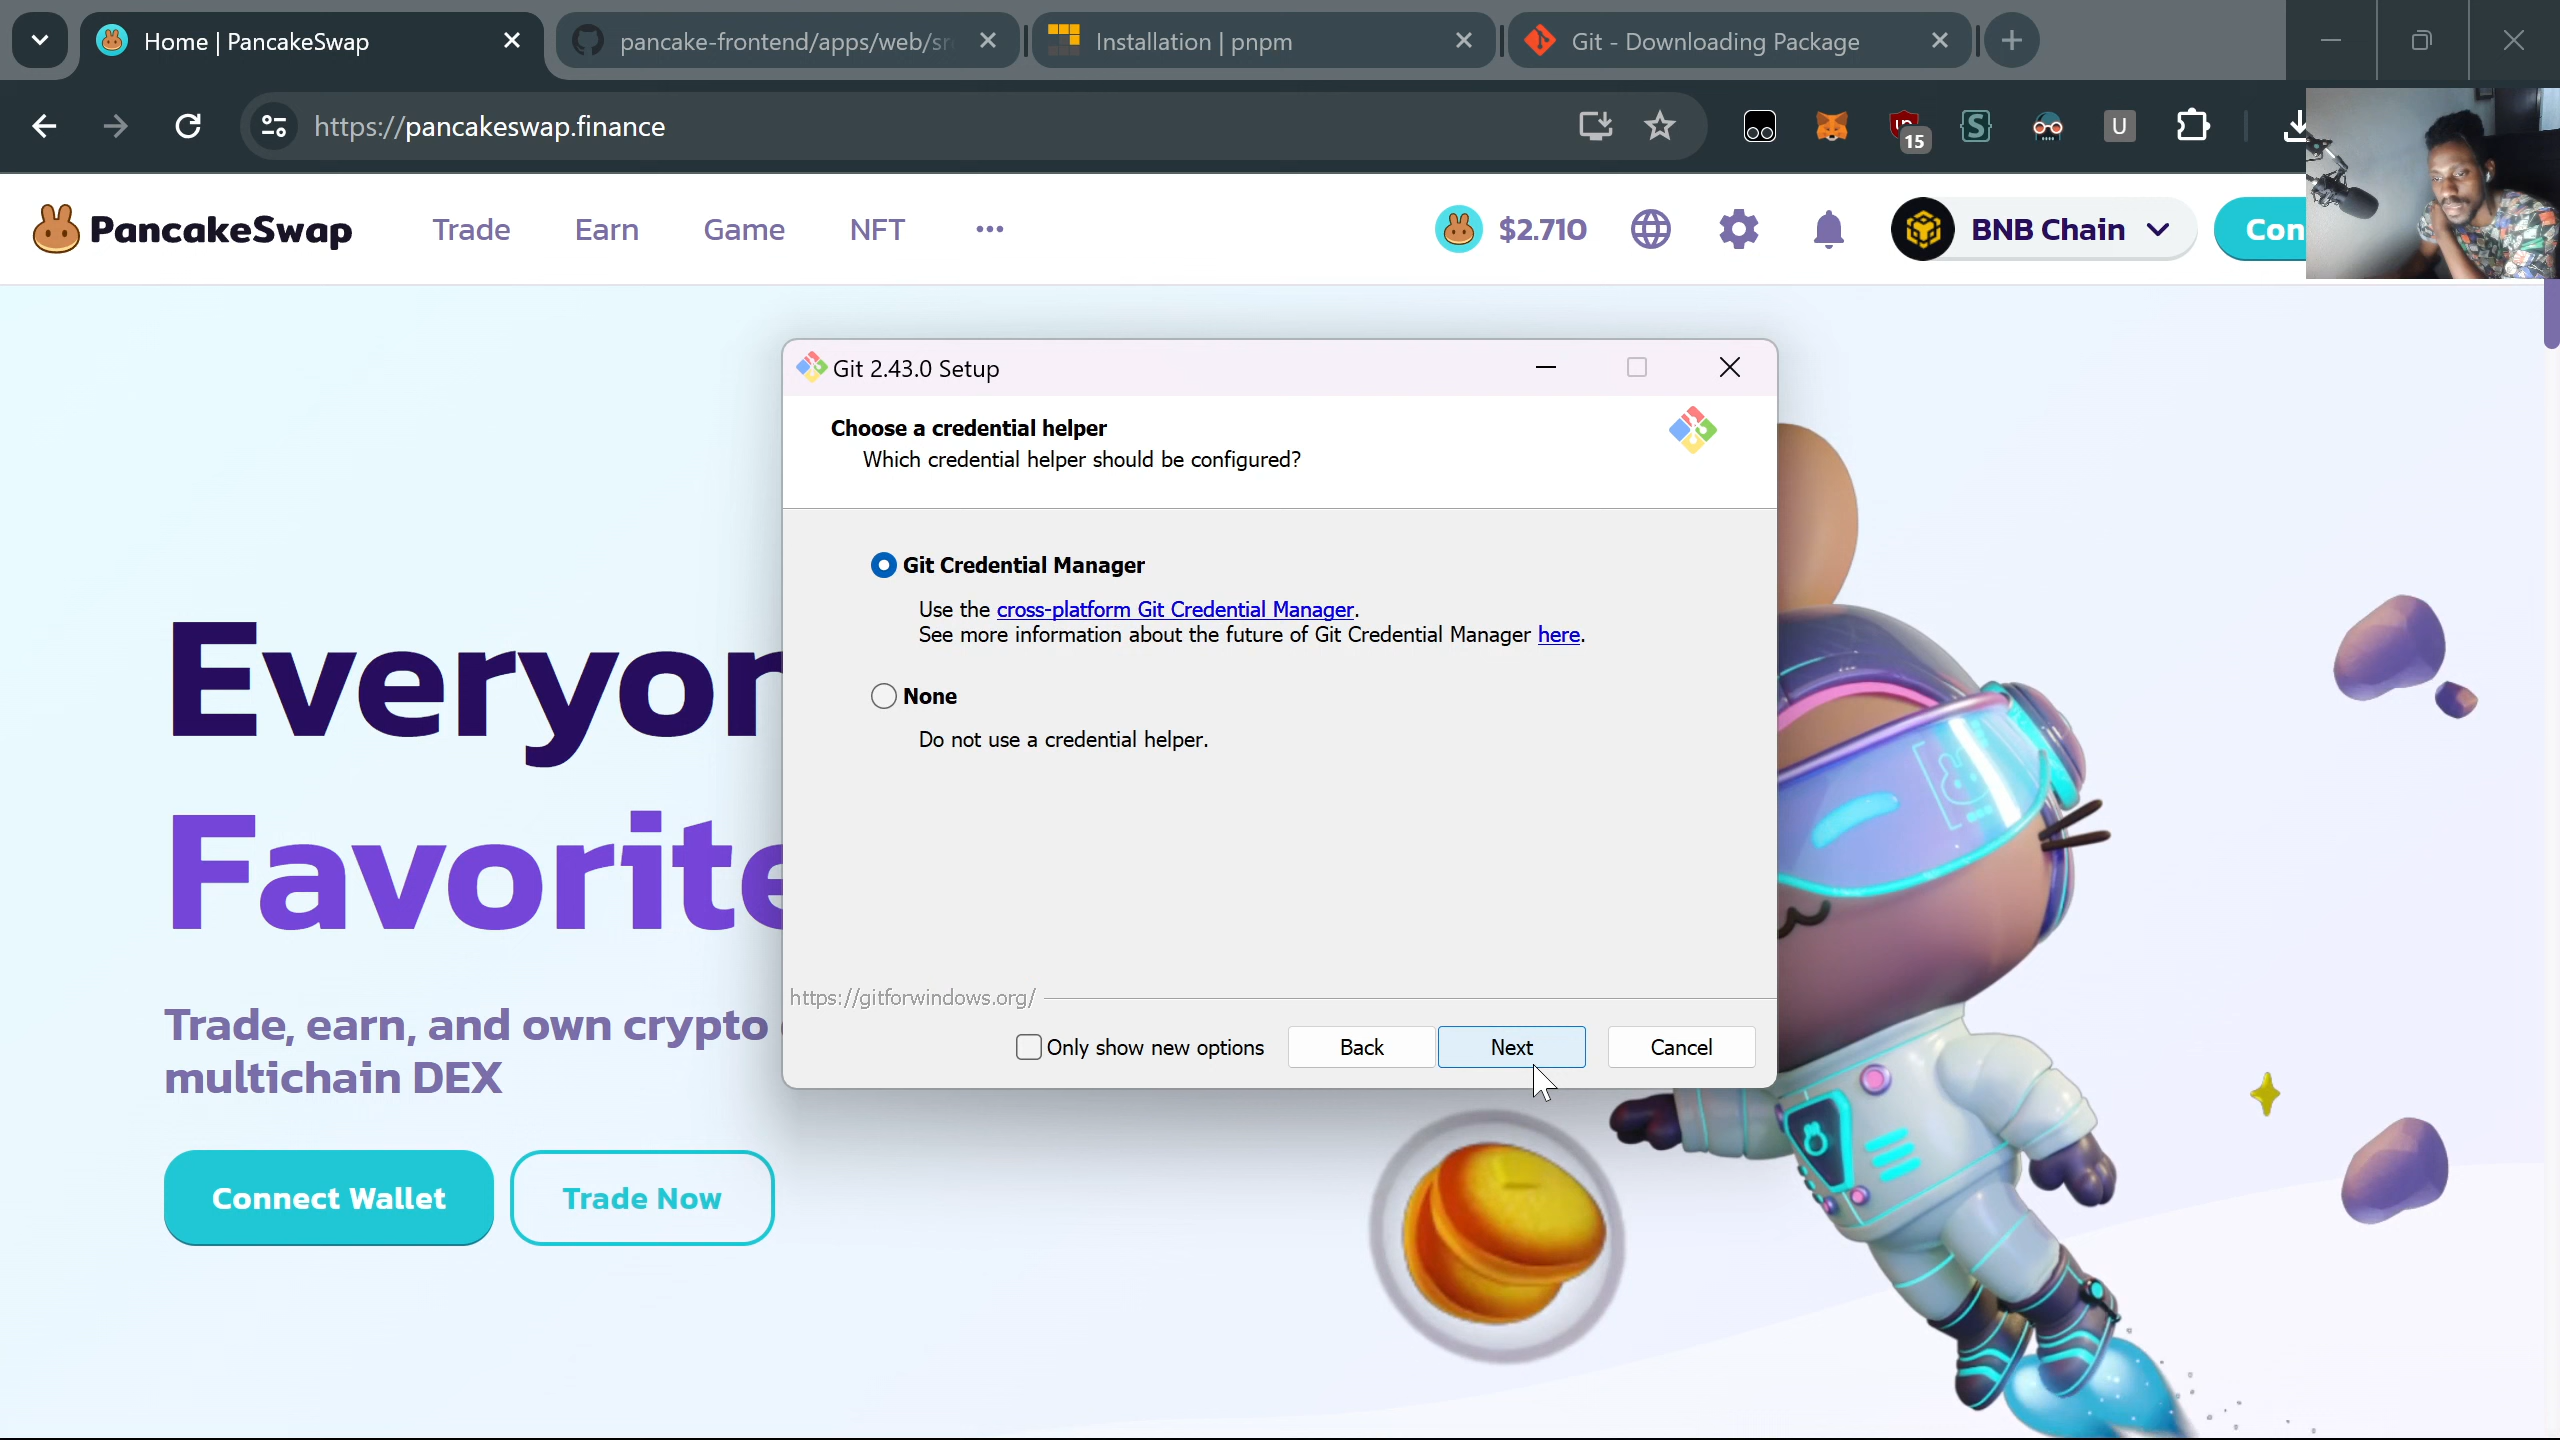 Home | PancakeSwap
pancake-frontend/apps/web/sr
Installation | pnpm
Git - Downloading Package
https://pancakeswap.finance
15
U
PancakeSwap
Trade
Earn
Game
NFT
$2.710
BNB Chain
Con
Git 2.43.0 Setup
Choose a credential helper
Which credential helper should be configured?
Git Credential Manager
Use the cross-platform Git Credential Manager.
See more information about the future of Git Credential Manager here.
None
Do not use a credential helper.
https://gitforwindows.org/
Only show new options
Back
Next
Cancel
Everyon
Favorite
Trade, earn, and own crypto
multichain DEX
Connect Wallet
Trade Now